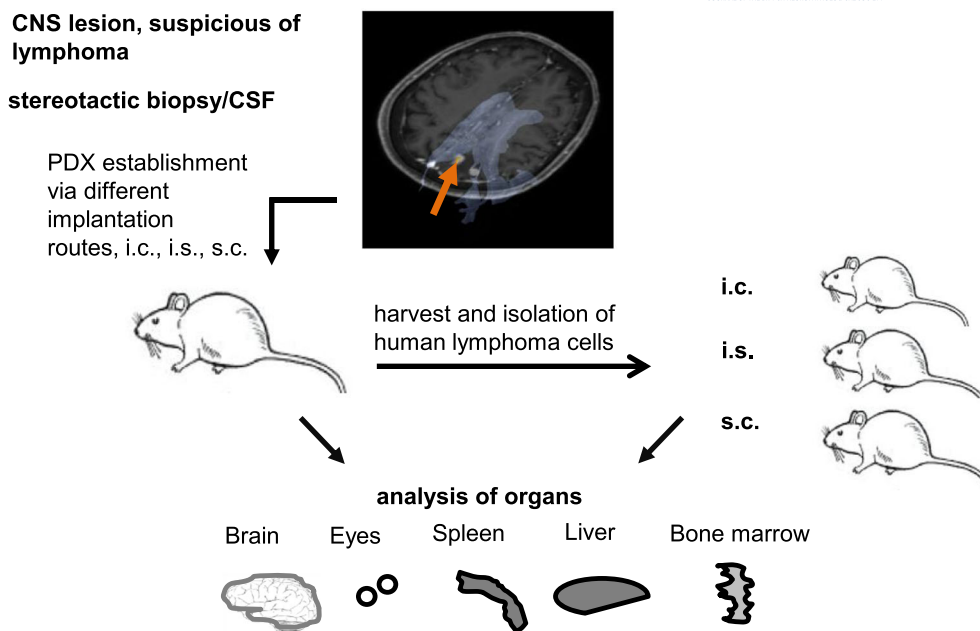 CNS lesion, suspicious of
lymphoma
stereotactic biopsy/CSF
PDX establishment
via different
implantation
routes, i.c., i.s., s.c.
harvest and isolation of
human lymphoma cells
i.c.
i.s.
s.c.
analysis of organs
Brain
Eyes
Spleen
Liver
Bone marrow